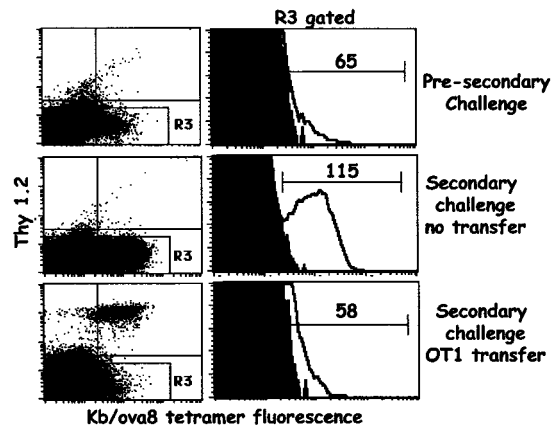 R3 gated
R3
65
Pre-secondary
Challenge
Thy 1.2
R3
115
Secondary
challenge
no transfer
R3
58
Secondary
challenge
OT1 transfer
Kb/ova8 tetramer fluorescence